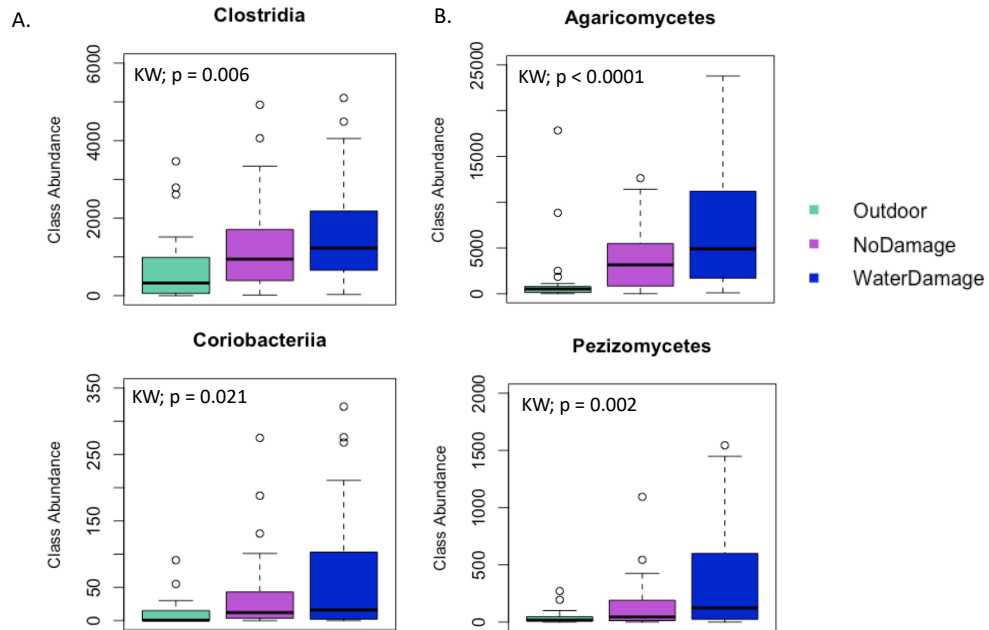 A.
Clostridia
KW; p = 0.006
Class Abundance
6000
4000
2000
0
B.
Agaricomycetes
KW; p < 0.0001
Class Abundance
25000
15000
5000
0
Outdoor
NoDamage
WaterDamage
Coriobacteriia
KW; p = 0.021
Class Abundance
350
250
150
50
0
Pezizomycetes
KW; p = 0.002
Class Abundance
2000
1500
1000
500
0